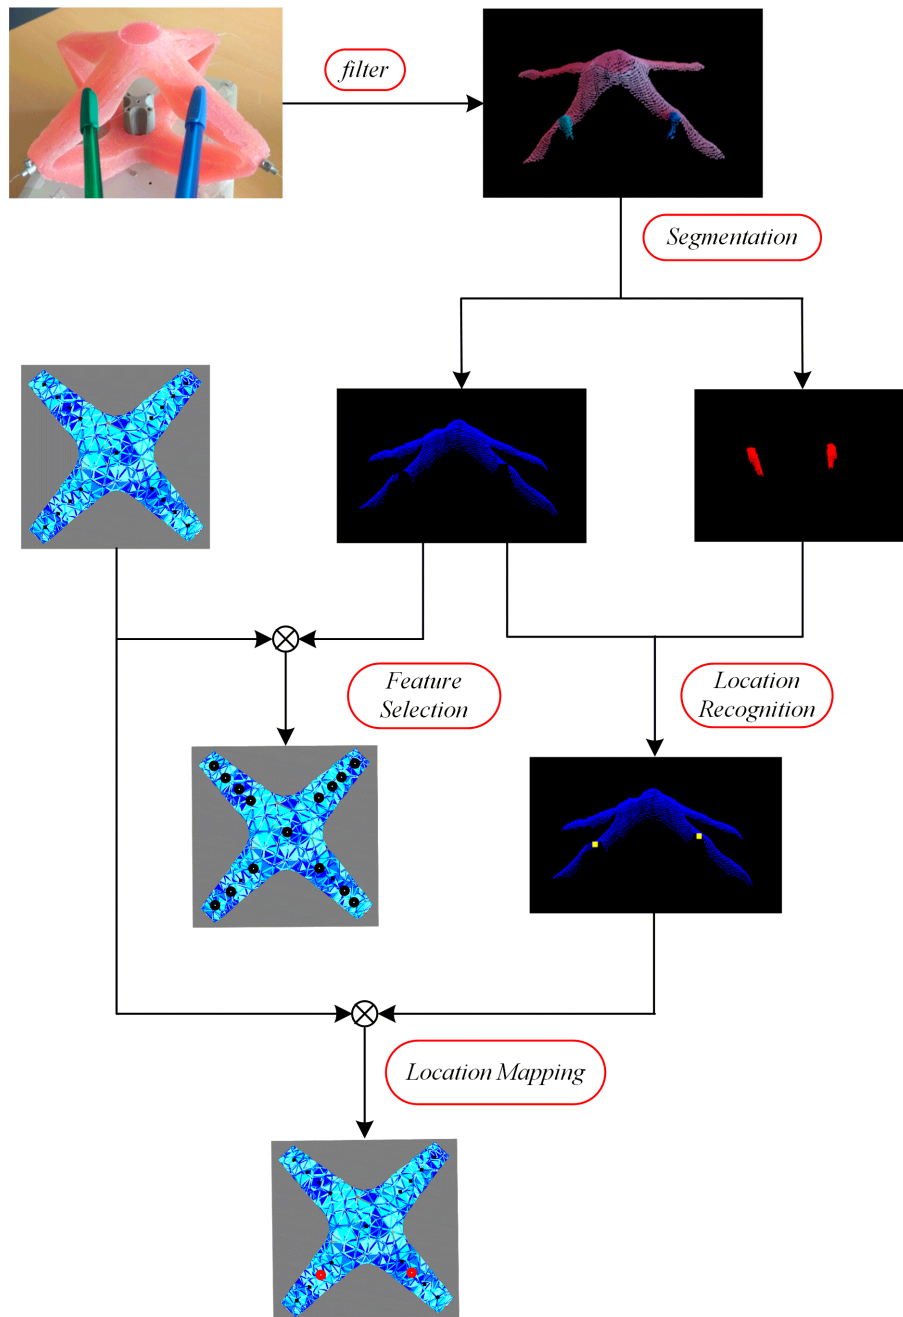 filter
Segmentation
Feature
Selection
Location
Recognition
Location Mapping